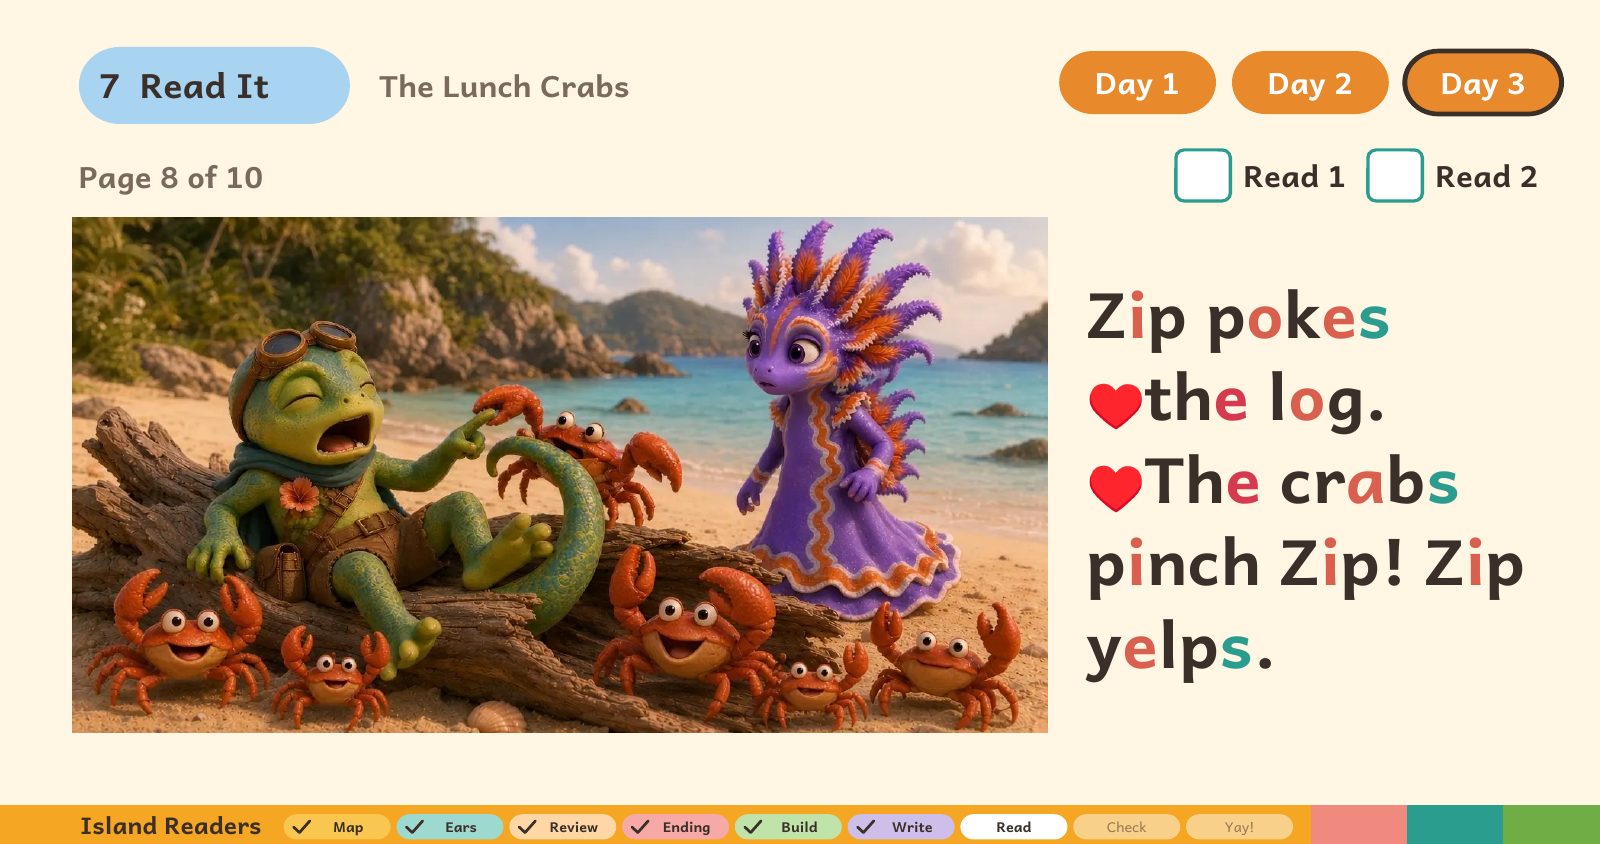 7 Read It
The Lunch Crabs
Day 1
Day 2
Day 3
Page 8 of 10
Read 1
Read 2
Zip pokes
the log.
The crabs
pinch Zip! Zip
yelps.
Island Readers
Map
Ears
Review
Ending
Build
Write
Read
Check
Yay!